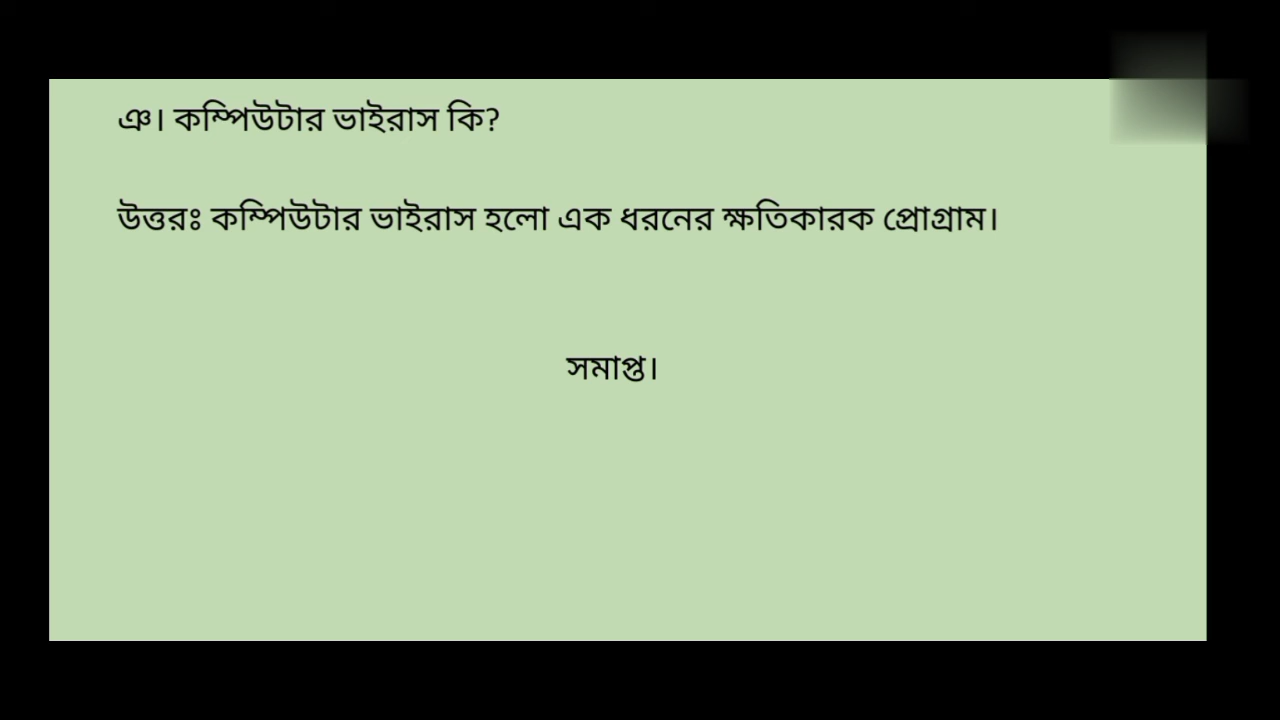 ঞ। কম্পিউটার ভাইরাস কি?
উত্তরঃ কম্পিউটার ভাইরাস হলো এক ধরনের ক্ষতিকারক প্রোগ্রাম।
সমাপ্ত।